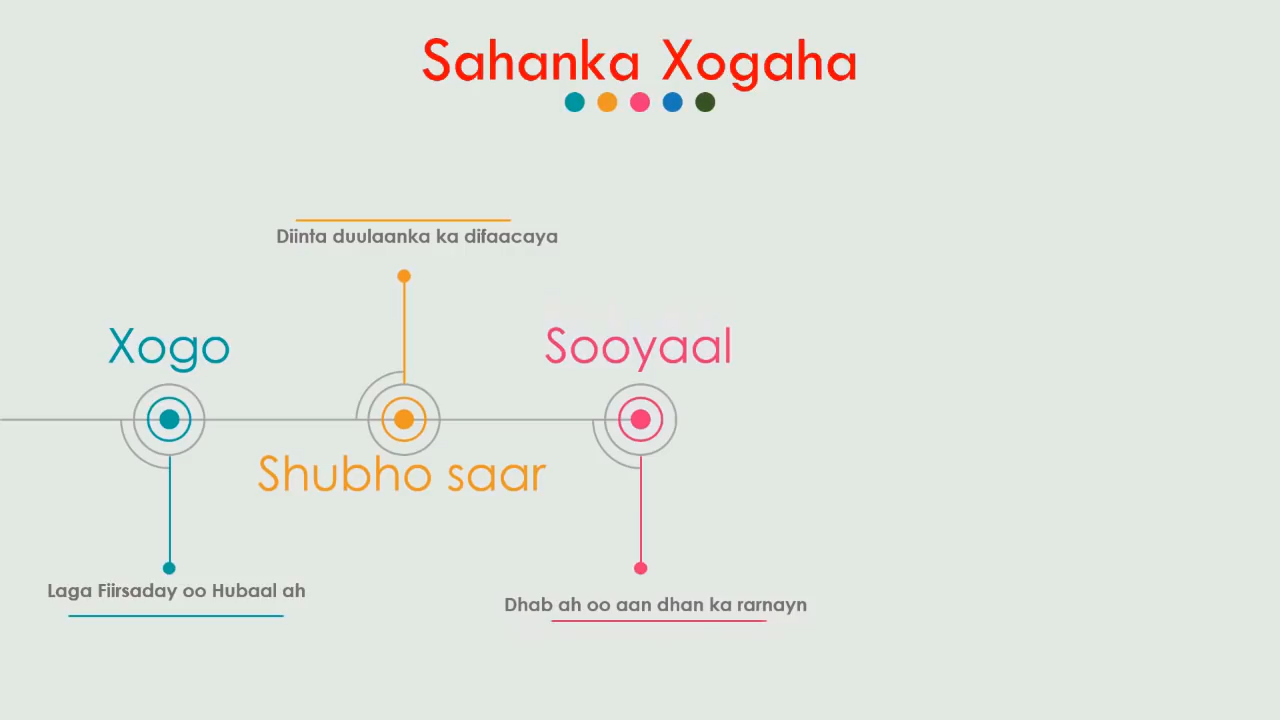 Sahanka Xogaha
Diinta duulaanka ka difaacaya
Xogo
Sooyaal
Shubho saar
Laga Fiirsaday oo Hubaal ah
Dhab ah oo aan dhan ka rarnayn